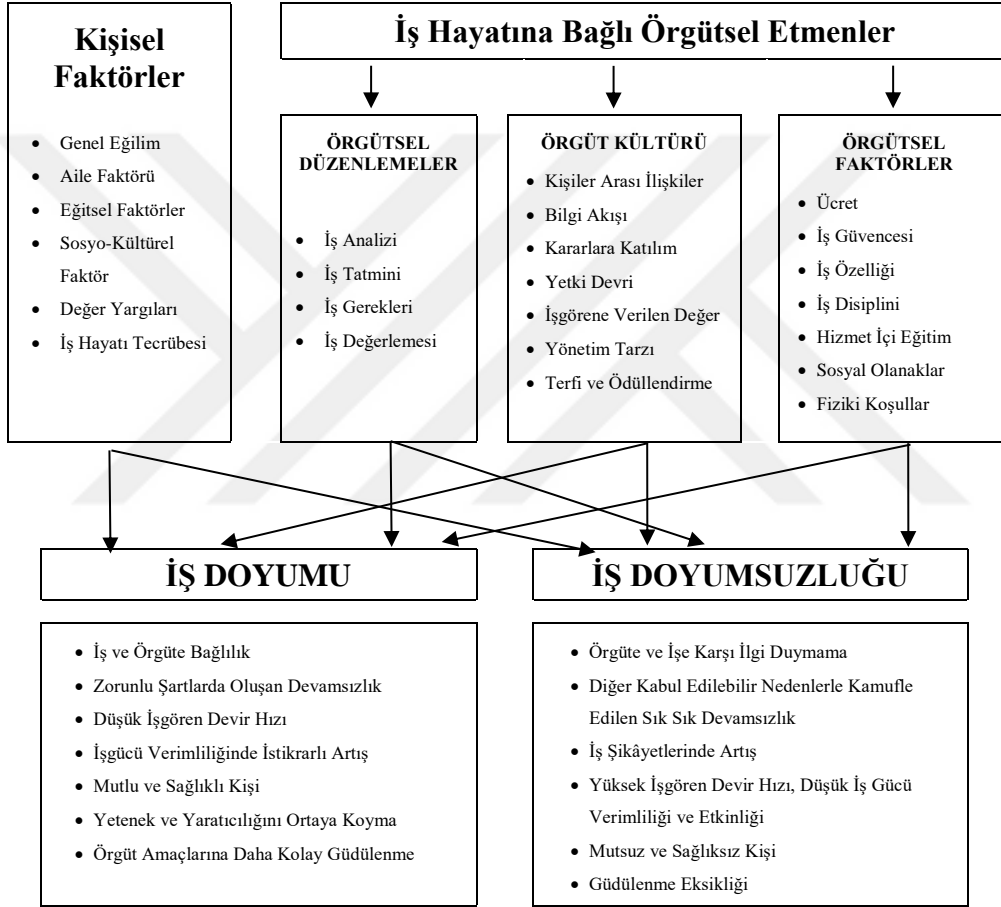 Kişisel
Faktörler
• Genel Eğilim
• Aile Faktörü
• Eğitsel Faktörler
• Sosyo-Kültürel
Faktör
• Değer Yargıları
• İş Hayatı Tecrübesi
İş Hayatına Bağlı Örgütsel Etmenler
ÖRGÜTSEL
DÜZENLEMELER
• İş Analizi
• İş Tatmini
• İş Gerekleri
• İş Değerlemesi
ÖRGÜT KÜLTÜRÜ
• Kişiler Arası İlişkiler
• Bilgi Akışı
• Kararlara Katılım
• Yetki Devri
• İşgörene Verilen Değer
• Yönetim Tarzı
• Terfi ve Ödüllendirme
ÖRGÜTSEL
FAKTÖRLER
• Ücret
• İş Güvencesi
• İş Özelliği
• İş Disiplini
• Hizmet İçi Eğitim
• Sosyal Olanaklar
• Fiziki Koşullar
İŞ DOYUMU
• İş ve Örgüte Bağlılık
• Zorunlu Şartlarda Oluşan Devamsızlık
• Düşük İşgören Devir Hızı
• İşgücü Verimliliğinde İstikrarlı Artış
• Mutlu ve Sağlıklı Kişi
• Yetenek ve Yaratıcılığını Ortaya Koyma
• Örgüt Amaçlarına Daha Kolay Güdülenme
İŞ DOYUMSUZLUĞU
• Örgüte ve İşe Karşı İlgi Duymama
• Diğer Kabul Edilebilir Nedenlerle Kamufle
Edilen Sık Sık Devamsızlık
• İş Şikâyetlerinde Artış
• Yüksek İşgören Devir Hızı, Düşük İş Gücü
Verimliliği ve Etkinliği
• Mutsuz ve Sağlıksız Kişi
• Güdülenme Eksikliği